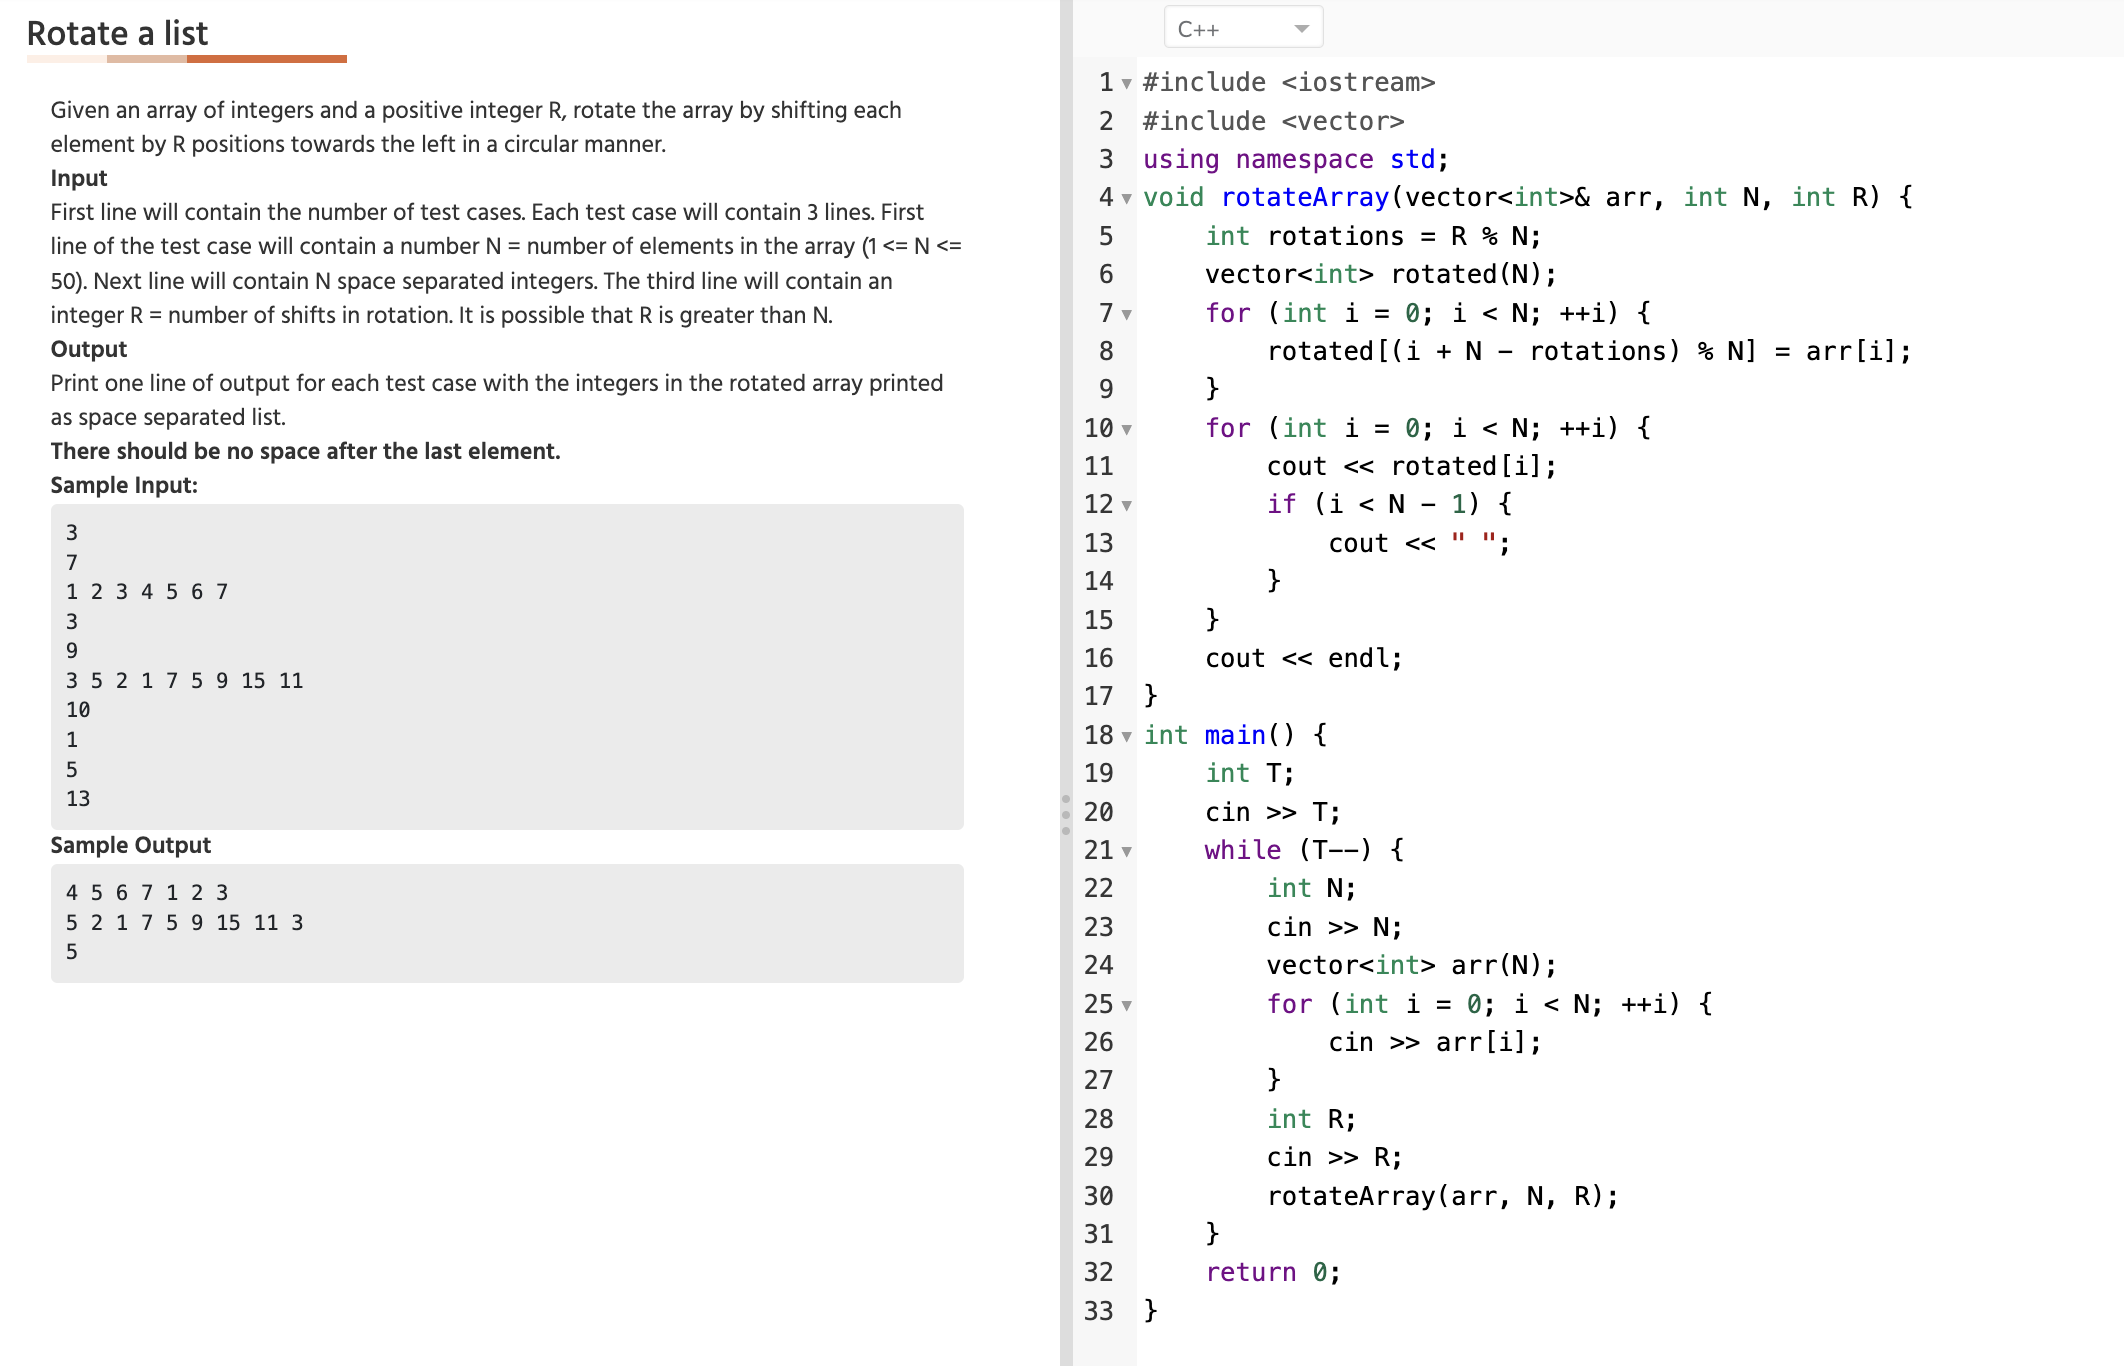 Rotate a list
Given an array of integers and a positive integer R, rotate the array by shifting each
element by R positions towards the left in a circular manner.
Input
First line will contain the number of test cases. Each test case will contain 3 lines. First
line of the test case will contain a number N = number of elements in the array (1 <= N <=
50). Next line will contain N space separated integers. The third line will contain an
integer R = number of shifts in rotation. It is possible that R is greater than N.
Output
Print one line of output for each test case with the integers in the rotated array printed
as space separated list.
There should be no space after the last element.
Sample Input:
3
7
1 2 3 4 5 6 7
3
9
3 5 2 1 7 5 9 15 11
10
1
5
13
Sample Output
4 5 6 7 1 2 3
5 2 1 7 5 9 15 11 3
5
C++
1 #include <iostream>
2 #include <vector>
3 using namespace std;
4 void rotateArray(vector<int>& arr, int N, int R) {
5     int rotations = R % N;
6     vector<int> rotated(N);
7     for (int i = 0; i < N; ++i) {
8         rotated[(i + N - rotations) % N] = arr[i];
9     }
10     for (int i = 0; i < N; ++i) {
11         cout << rotated[i];
12         if (i < N - 1) {
13             cout << " ";
14         }
15     }
16     cout << endl;
17 }
18 int main() {
19     int T;
20     cin >> T;
21     while (T--) {
22         int N;
23         cin >> N;
24         vector<int> arr(N);
25         for (int i = 0; i < N; ++i) {
26             cin >> arr[i];
27         }
28         int R;
29         cin >> R;
30         rotateArray(arr, N, R);
31     }
32     return 0;
33 }